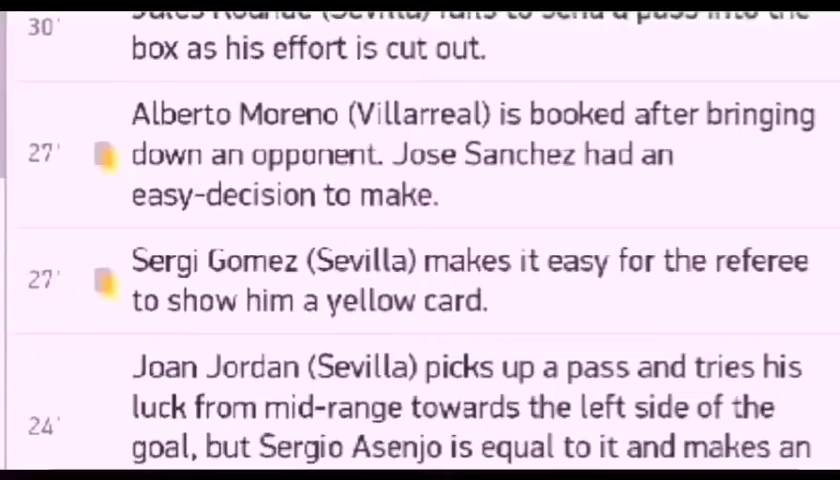 30'
box as his effort is cut out.
Alberto Moreno (Villarreal) is booked after bringing
27'
down an opponent. Jose Sanchez had an
easy-decision to make.
Sergi Gomez (Sevilla) makes it easy for the referee
27'
to show him a yellow card.
Joan Jordan (Sevilla) picks up a pass and tries his
luck from mid-range towards the left side of the
24'
goal, but Sergio Asenjo is equal to it and makes an